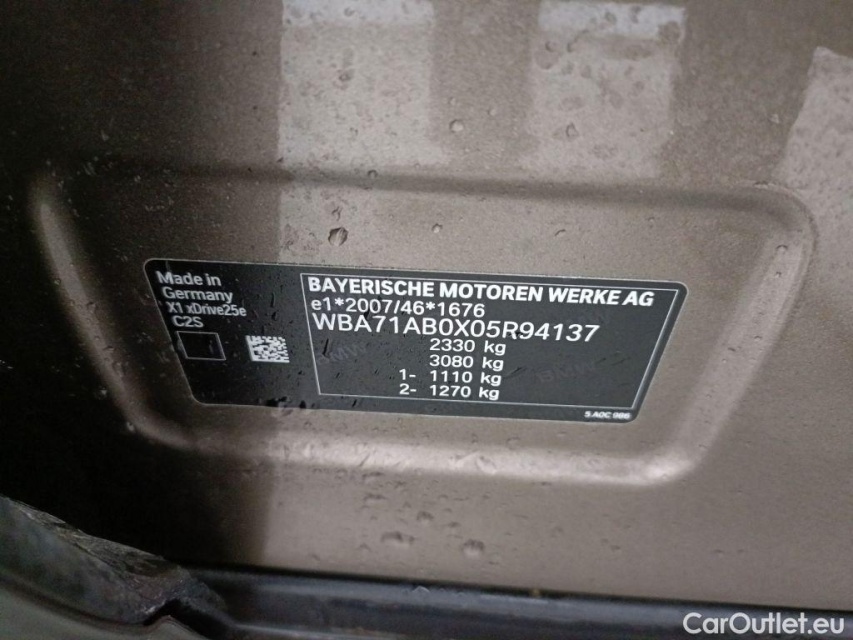 Made in
Germany
X1 xDrive25e
C2S
BAYERISCHE MOTOREN WERKE AG
e1*2007/46*1676
WBA71AB0X05R94137
2330 kg
3080 kg
1- 1110 kg
2- 1270 kg
5.A0C 986
CarOutlet.eu